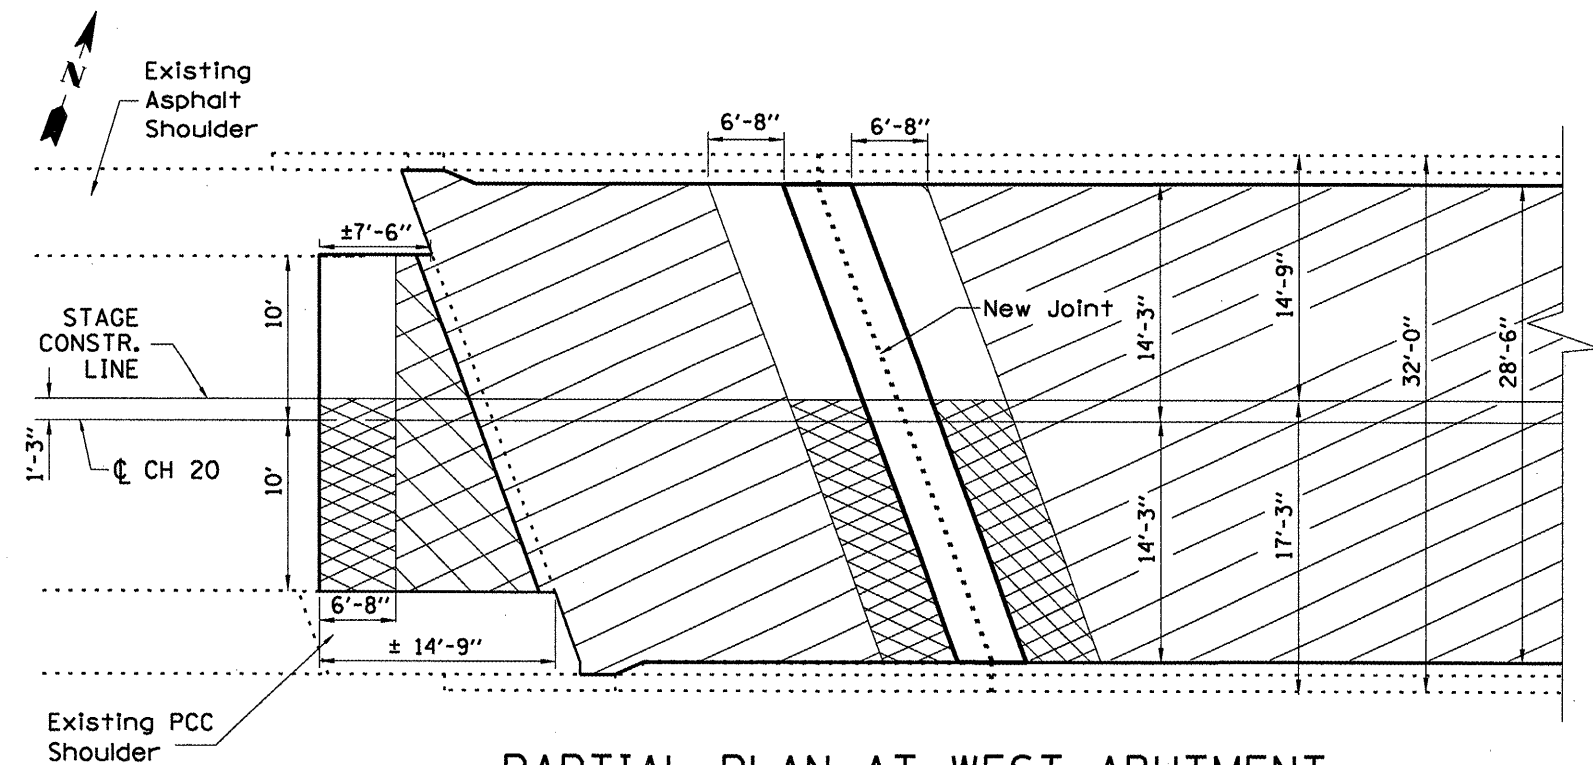 N
Existing
Asphalt
Shoulder
6'-8"
6'-8"
±7'-6"
10'
STAGE
CONSTR.
LINE
New Joint
14'-3"
14'-9"
32'-0"
28'-6"
1'-3"
℄ CH 20
10'
14'-3"
17'-3"
6'-8"
± 14'-9"
Existing PCC
Shoulder
PARTIAL PLAN AT WEST ABUTMENT